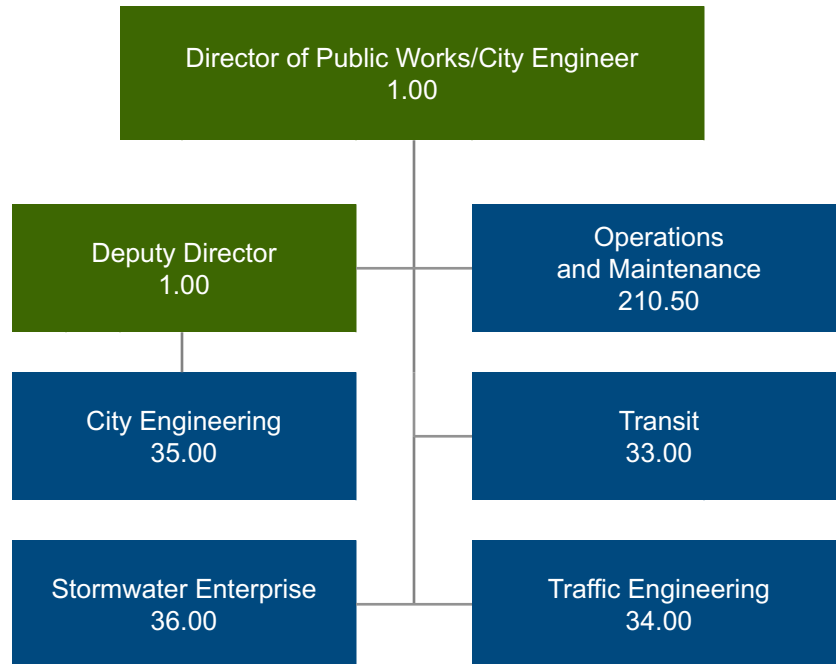 Director of Public Works/City Engineer
1.00
Deputy Director
1.00
Operations
and Maintenance
210.50
City Engineering
35.00
Transit
33.00
Stormwater Enterprise
36.00
Traffic Engineering
34.00